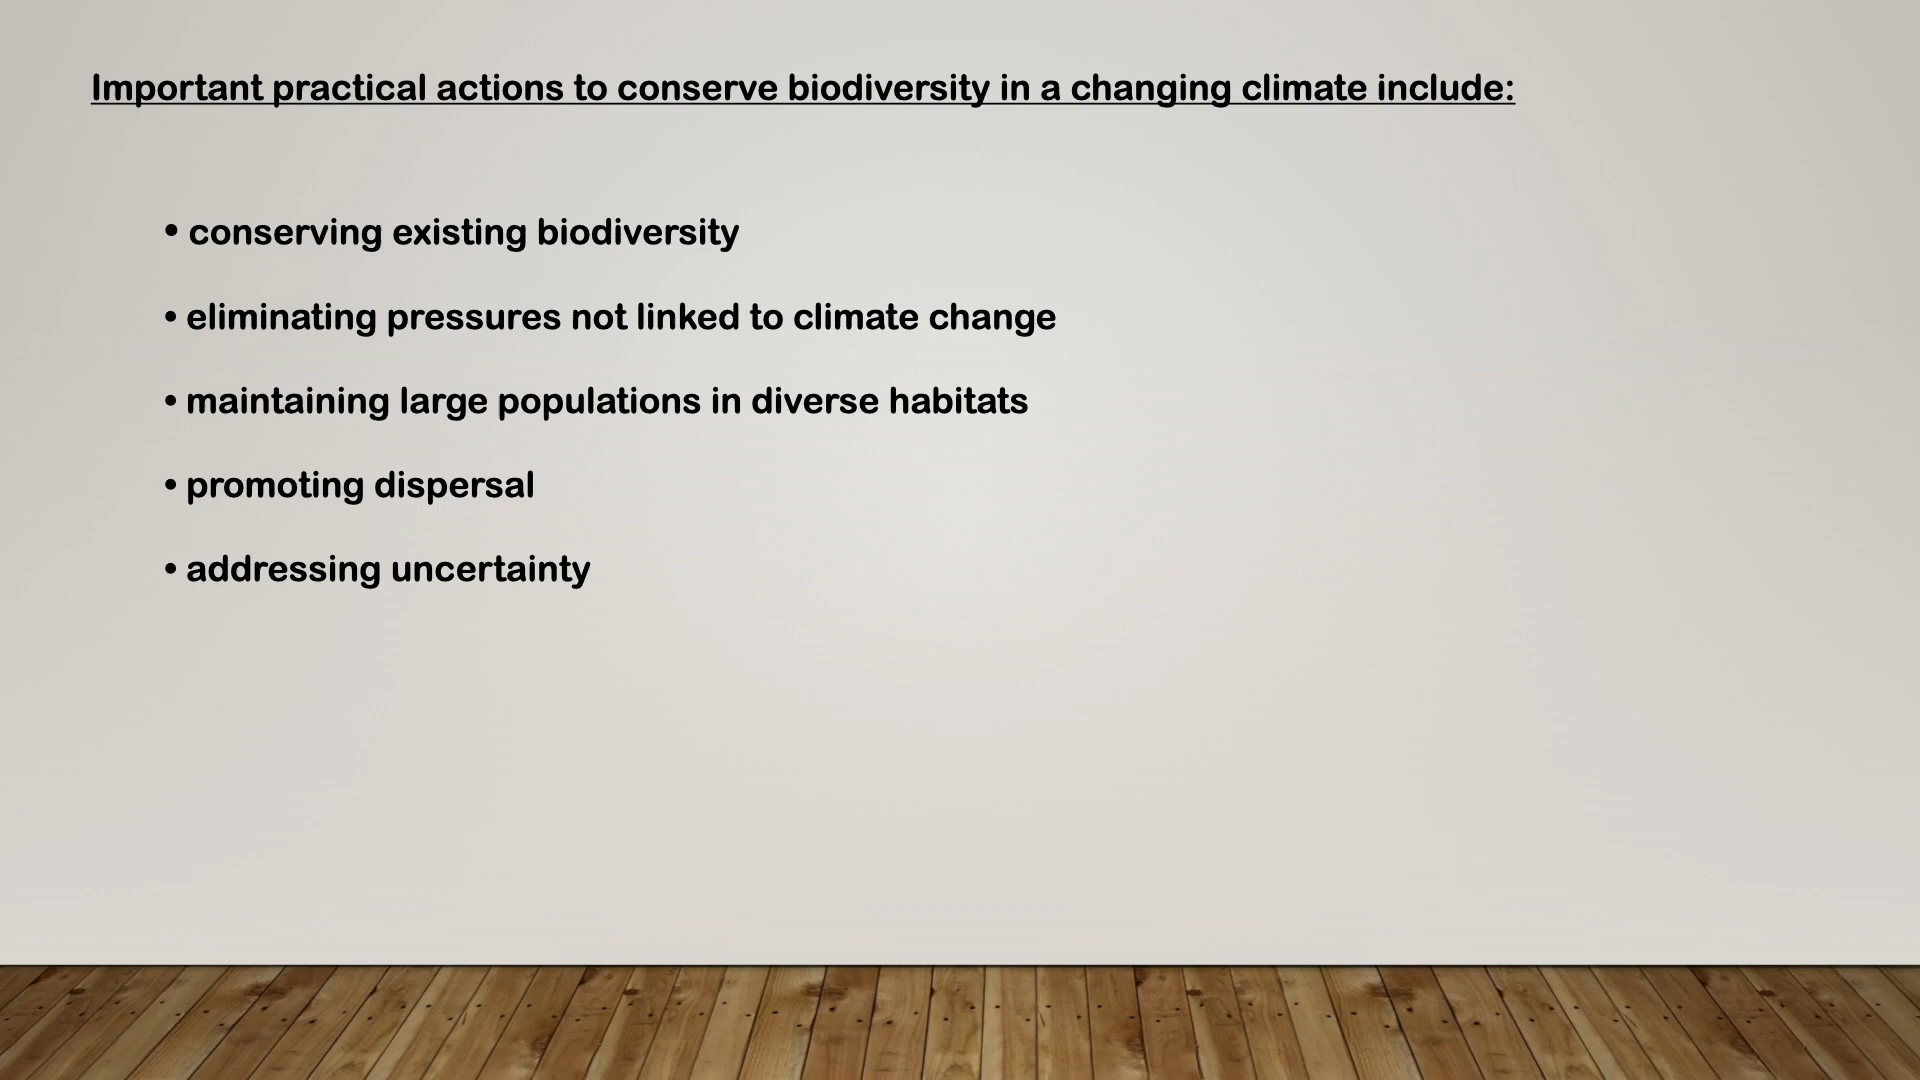 Important practical actions to conserve biodiversity in a changing climate include:
• conserving existing biodiversity
• eliminating pressures not linked to climate change
• maintaining large populations in diverse habitats
• promoting dispersal
• addressing uncertainty